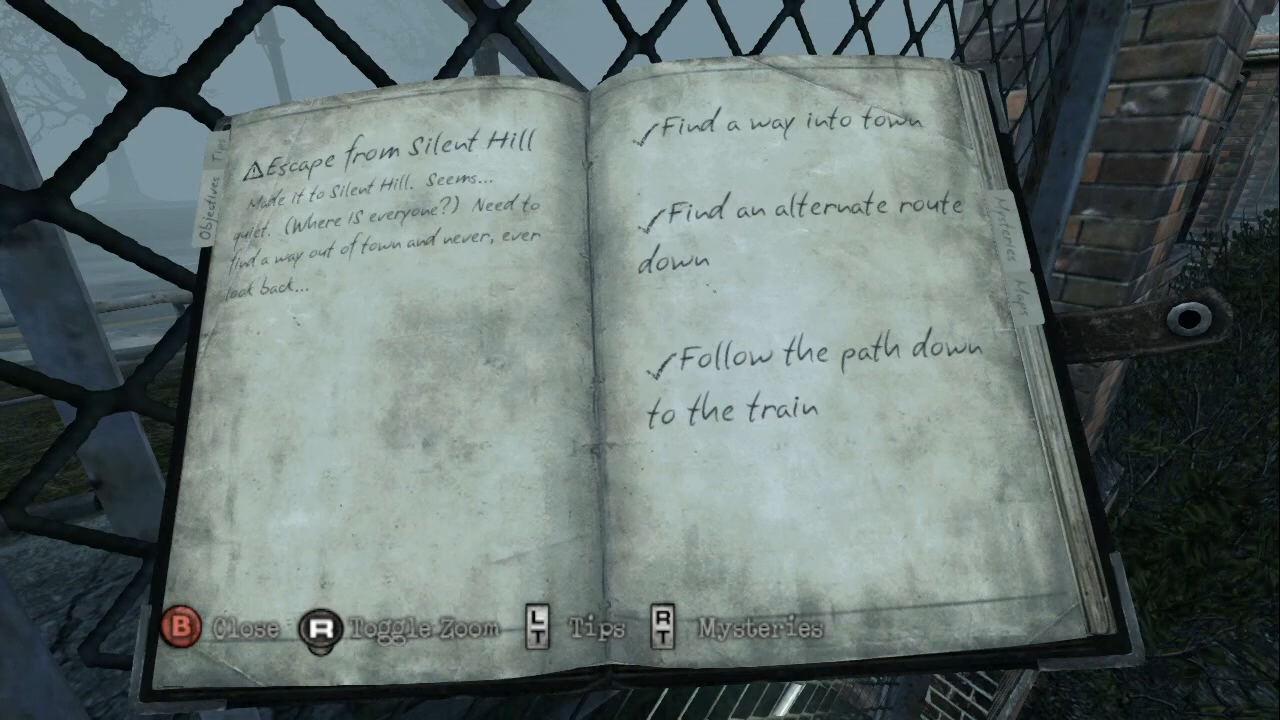 ⚠Escape from Silent Hill
Made it to Silent Hill. Seems...
quiet. (Where IS everyone?) Need to
find a way out of town and never, ever
look back...
✓Find a way into town
✓Find an alternate route
down
✓Follow the path down
to the train
Tips
Objectives
Mysteries
Maps
B Close R Toggle Zoom LT Tips RT Mysteries